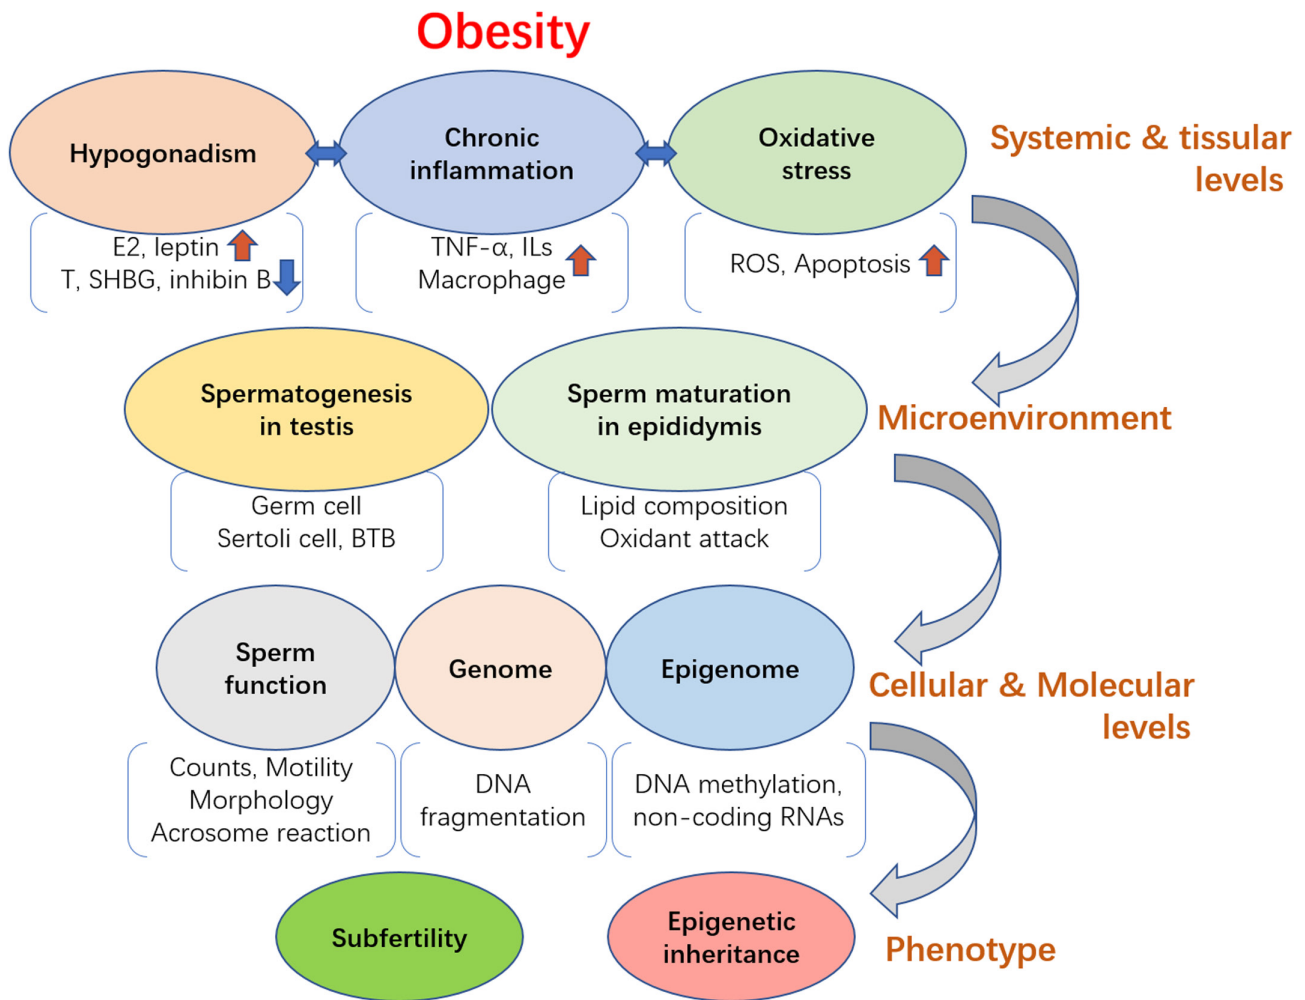 Obesity
Hypogonadism
Chronic
inflammation
Oxidative
stress
Systemic & tissular
levels
E2, leptin
T, SHBG, inhibin B
TNF-α, ILs
Macrophage
ROS, Apoptosis
Spermatogenesis
in testis
Sperm maturation
in epididymis
Microenvironment
Germ cell
Sertoli cell, BTB
Lipid composition
Oxidant attack
Sperm
function
Genome
Epigenome
Cellular & Molecular
levels
Counts, Motility
Morphology
Acrosome reaction
DNA
fragmentation
DNA methylation,
non-coding RNAs
Subfertility
Epigenetic
inheritance
Phenotype